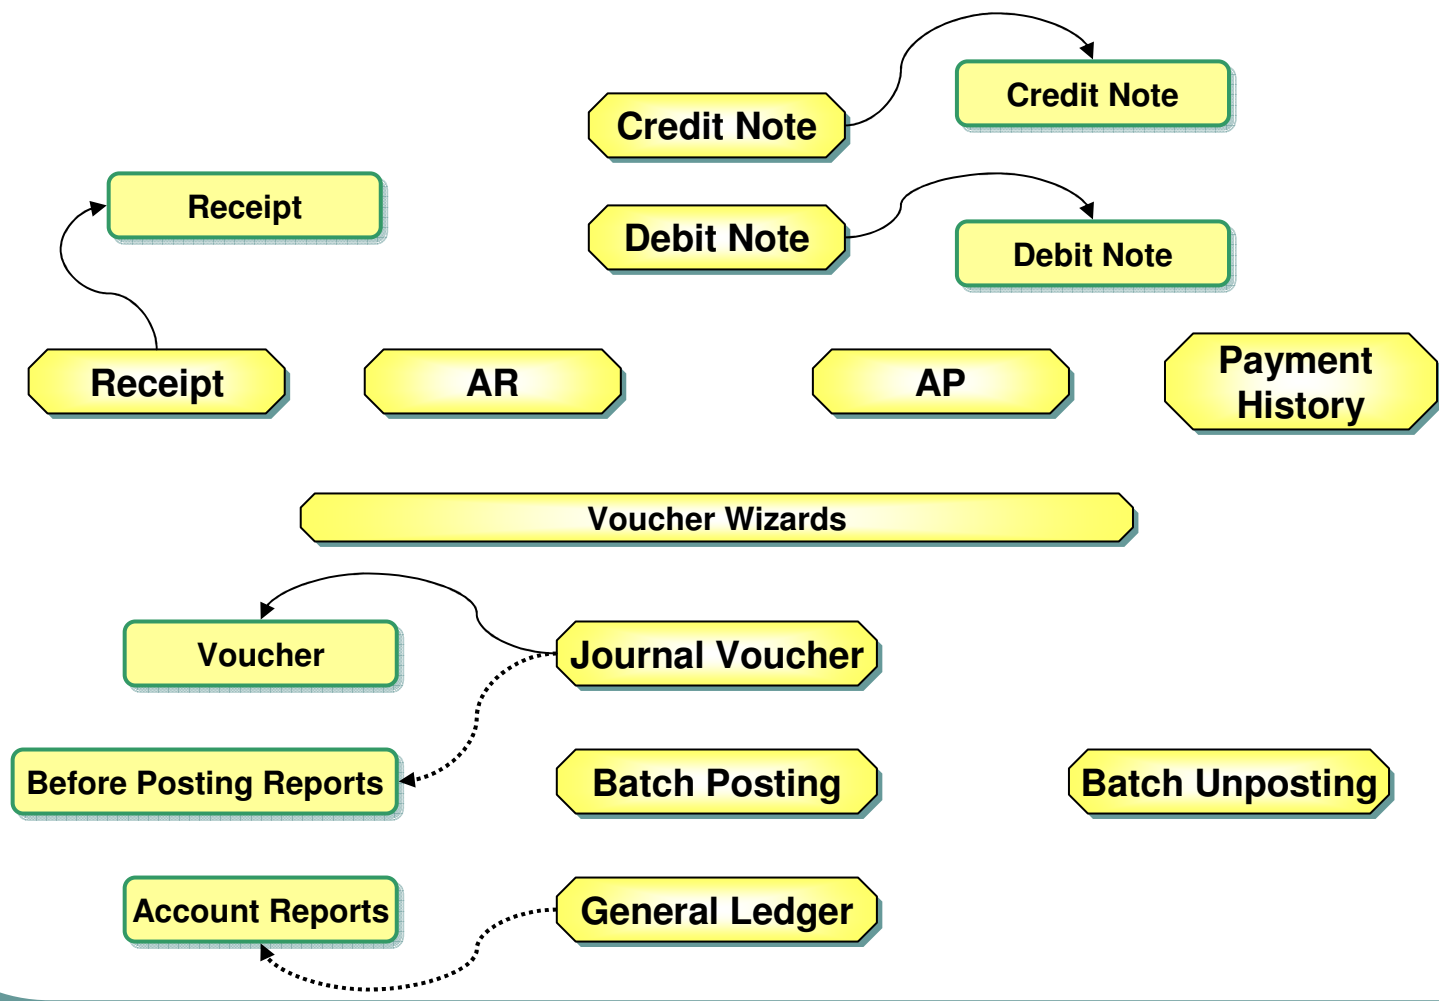 Credit Note
Credit Note
Receipt
Debit Note
Debit Note
Receipt
AR
AP
Payment
History
Voucher Wizards
Voucher
Journal Voucher
Before Posting Reports
Batch Posting
Batch Unposting
Account Reports
General Ledger